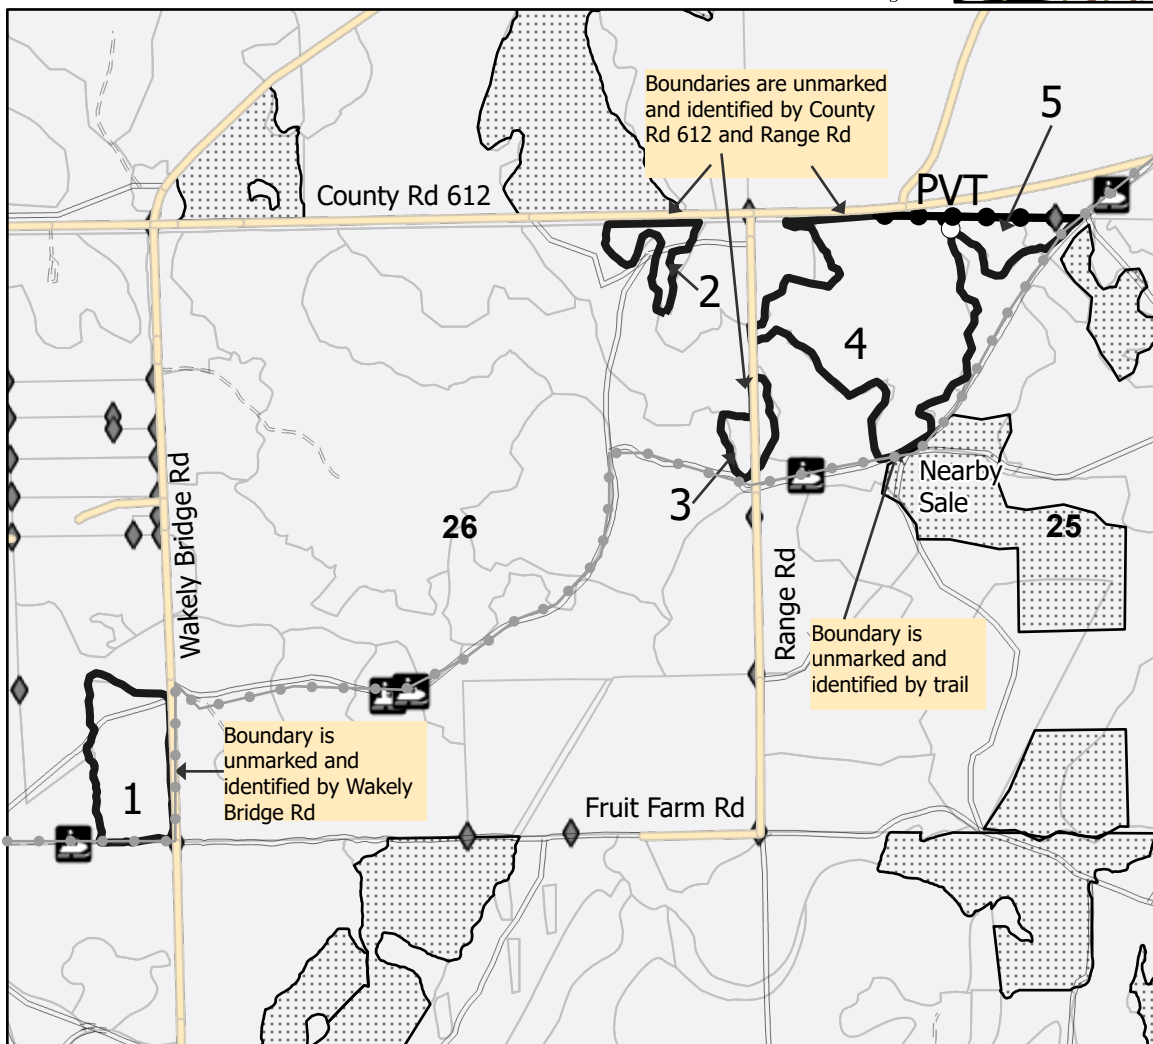 Boundaries are unmarked
and identified by County
Rd 612 and Range Rd
5
PVT
County Rd 612
2
4
3
Nearby
Sale
Wakely Bridge Rd
26
25
Range Rd
Boundary is
unmarked and
identified by trail
Boundary is
unmarked and
identified by Wakely
Bridge Rd
1
Fruit Farm Rd